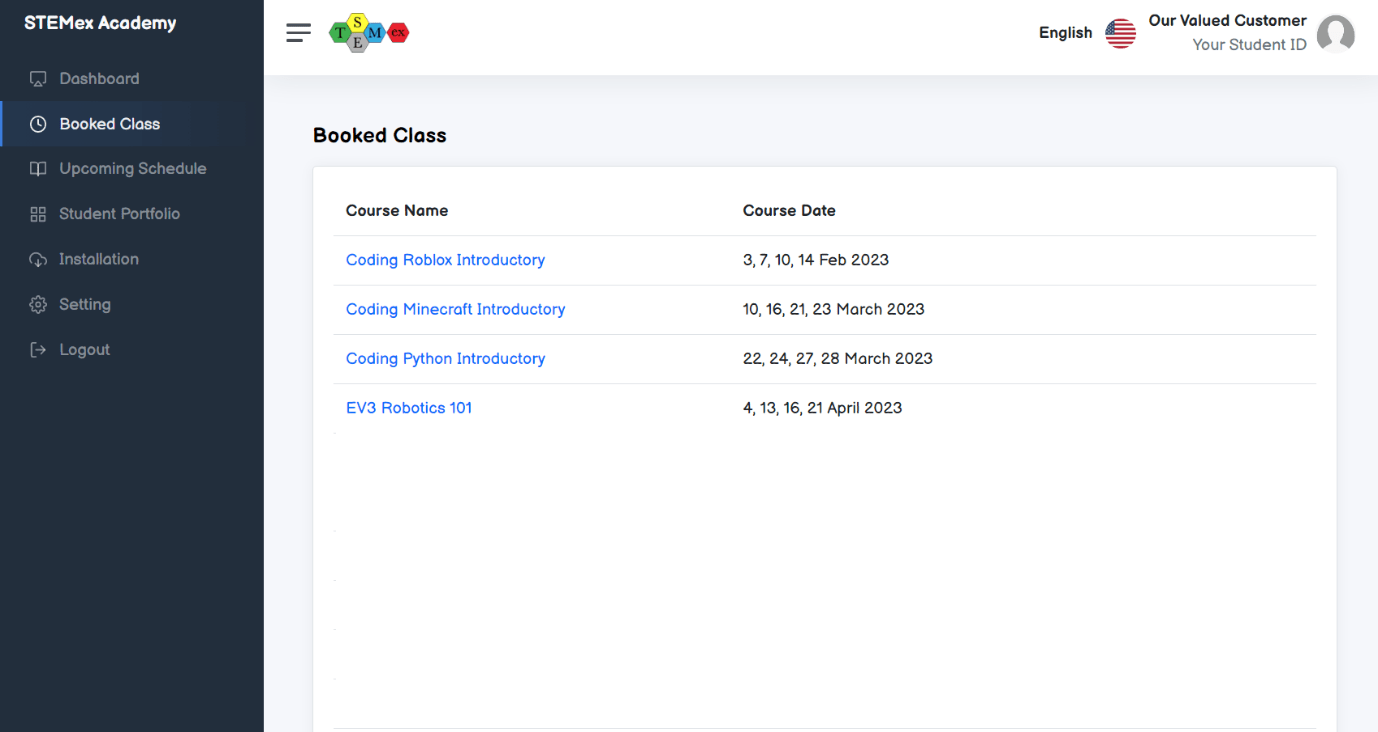 STEMex Academy
Dashboard
Booked Class
Upcoming Schedule
Student Portfolio
Installation
Setting
Logout
S
T M ex
E
English
Our Valued Customer
Your Student ID
Booked Class
Course Name Course Date
Coding Roblox Introductory 3, 7, 10, 14 Feb 2023
Coding Minecraft Introductory 10, 16, 21, 23 March 2023
Coding Python Introductory 22, 24, 27, 28 March 2023
EV3 Robotics 101 4, 13, 16, 21 April 2023